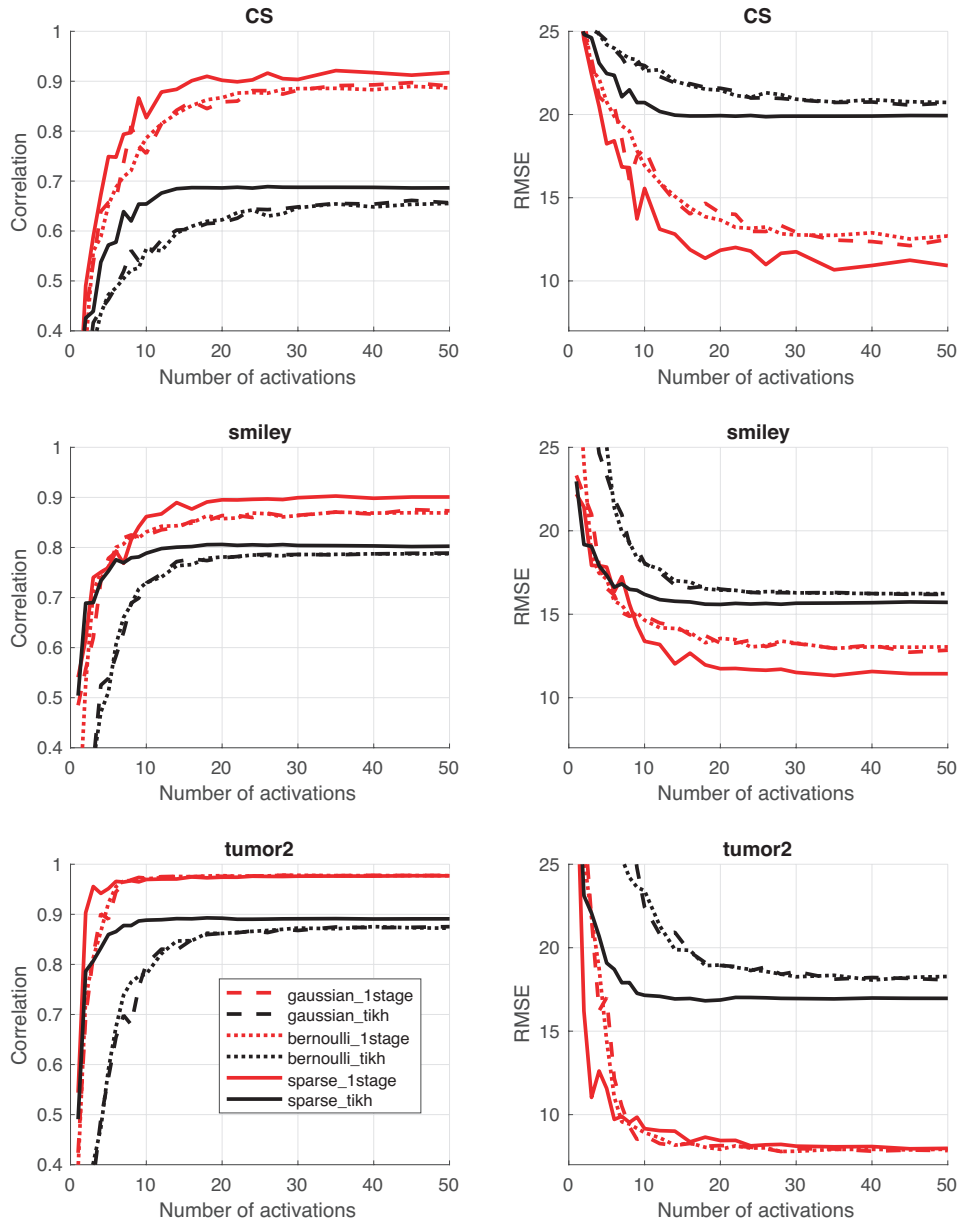 CS
1
0.9
0.8
0.7
0.6
0.5
0.4
Correlation
0 10 20 30 40 50
Number of activations
CS
25
20
15
10
RMSE
0 10 20 30 40 50
Number of activations
smiley
1
0.9
0.8
0.7
0.6
0.5
0.4
Correlation
0 10 20 30 40 50
Number of activations
smiley
25
20
15
10
RMSE
0 10 20 30 40 50
Number of activations
tumor2
1
0.9
0.8
0.7
0.6
0.5
0.4
Correlation
gaussian_1stage
gaussian_tikh
bernoulli_1stage
bernoulli_tikh
sparse_1stage
sparse_tikh
0 10 20 30 40 50
Number of activations
tumor2
25
20
15
10
RMSE
0 10 20 30 40 50
Number of activations